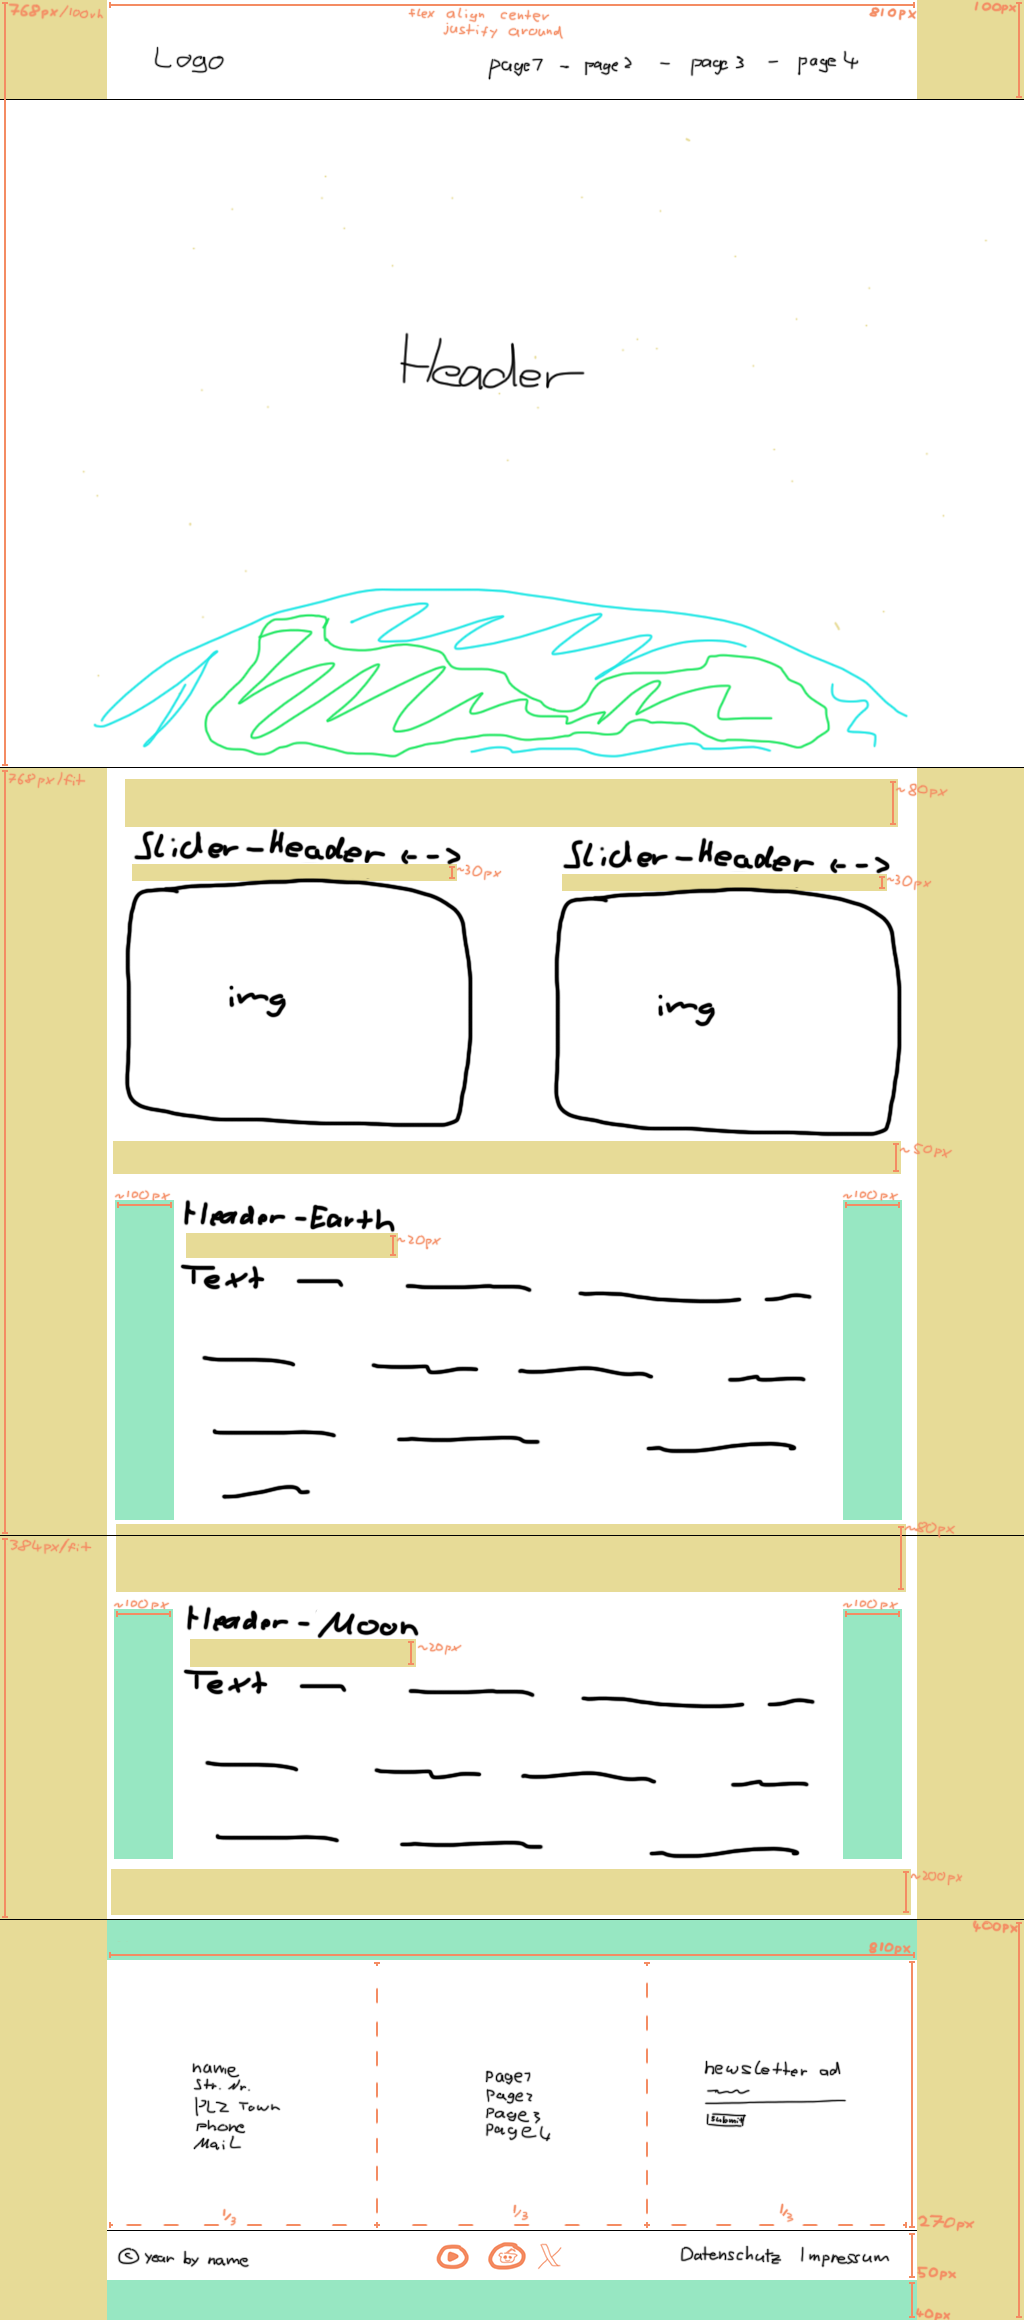 768px/100vh
flex align center
justify around
810px
100px
Logo
page1 - page2 - page3 - page4
Header
768px/fit
~80px
Slider-Header <-->
~30px
Slider-Header <-->
~30px
img
img
~50px
~100px
~100px
Header-Earth
~20px
Text
384px/fit
~80px
~100px
~100px
Header-Moon
~20px
Text
~200px
400px
810px
name
Str. Nr.
PLZ Town
phone
Mail
page1
page2
page3
page4
newsletter ad
submit
1/3
1/3
1/3
270px
© year by name
X
Datenschutz Impressum
50px
40px